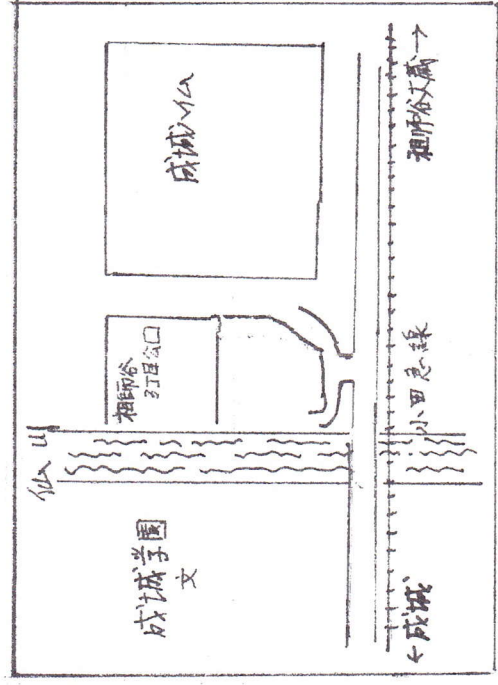 成城ハイム
祖師谷
3丁目公口
仙川
成城学園
文
小田急線
祖師谷大蔵→
←成城